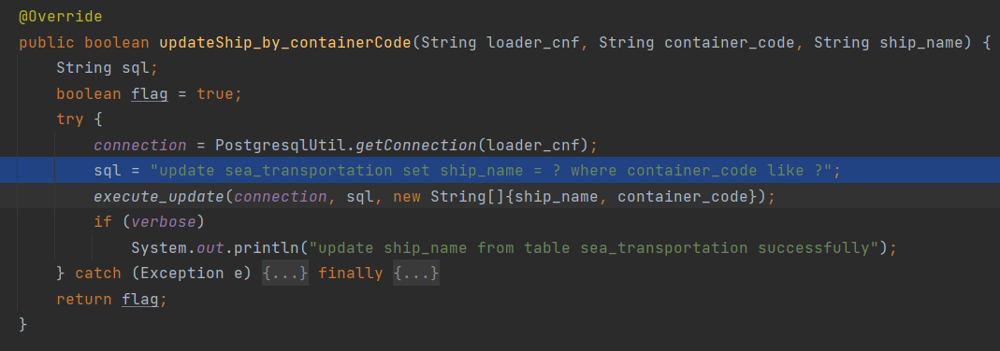 @Override
public boolean updateShip_by_containerCode(String loader_cnf, String container_code, String ship_name) {
    String sql;
    boolean flag = true;
    try {
        connection = PostgresqlUtil.getConnection(loader_cnf);
        sql = "update sea_transportation set ship_name = ? where container_code like ?";
        execute_update(connection, sql, new String[]{ship_name, container_code});
        if (verbose)
            System.out.println("update ship_name from table sea_transportation successfully");
    } catch (Exception e) {...} finally {...}
    return flag;
}